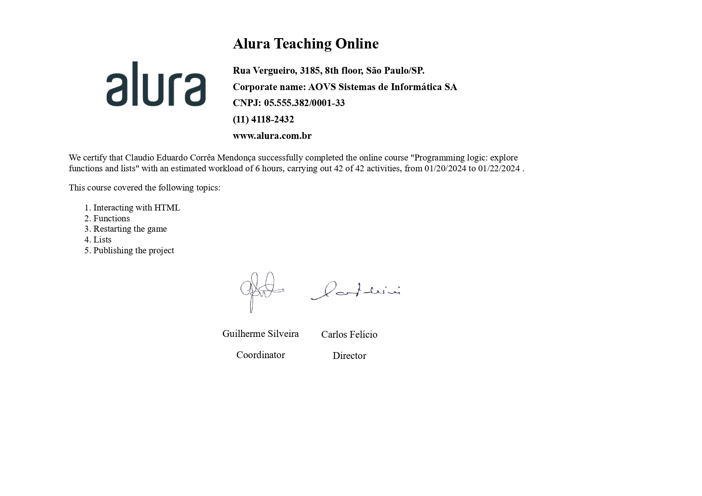 alura
Alura Teaching Online
Rua Vergueiro, 3185, 8th floor, São Paulo/SP.
Corporate name: AOVS Sistemas de Informática SA
CNPJ: 05.555.382/0001-33
(11) 4118-2432
www.alura.com.br
We certify that Claudio Eduardo Corrêa Mendonça successfully completed the online course "Programming logic: explore
functions and lists" with an estimated workload of 6 hours, carrying out 42 of 42 activities, from 01/20/2024 to 01/22/2024 .
This course covered the following topics:
1. Interacting with HTML
2. Functions
3. Restarting the game
4. Lists
5. Publishing the project
Guilherme Silveira Carlos Felício
Coordinator Director